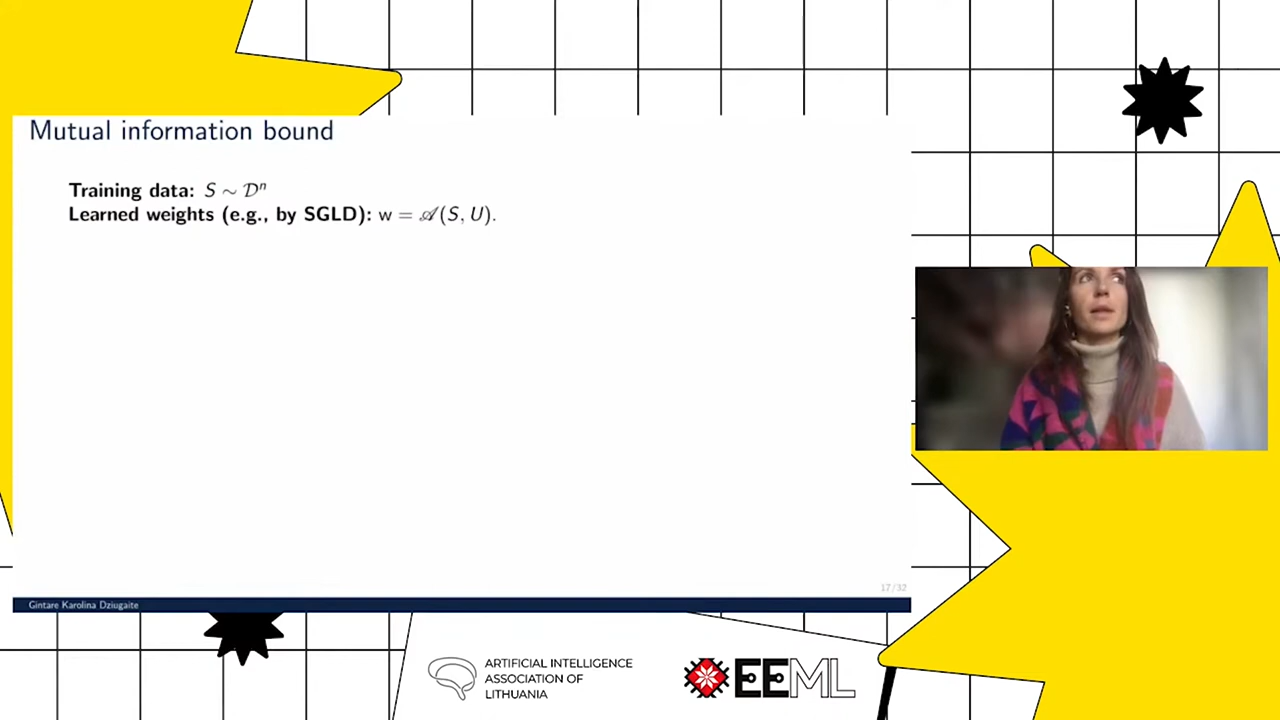 Mutual information bound
Training data: S ∼ 𝒟ⁿ
Learned weights (e.g., by SGLD): w = 𝒜(S, U).
17/32
Gintare Karolina Dziugaite
ARTIFICIAL INTELLIGENCE
ASSOCIATION OF
LITHUANIA
EEML